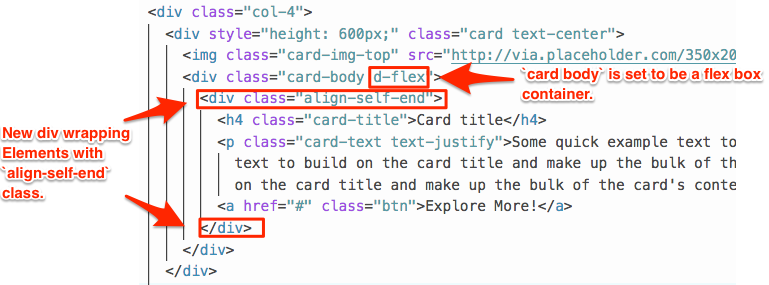 <div class="col-4">
<div style="height: 600px;" class="card text-center">
<img class="card-img-top" src="http://via.placeholder.com/350x20
<div class="card-body d-flex">
`card body` is set to be a flex box
container.
<div class="align-self-end">
<h4 class="card-title">Card title</h4>
New div wrapping
Elements with
`align-self-end`
class.
<p class="card-text text-justify">Some quick example text to
text to build on the card title and make up the bulk of th
on the card title and make up the bulk of the card's conte
<a href="#" class="btn">Explore More!</a>
</div>
</div>
</div>